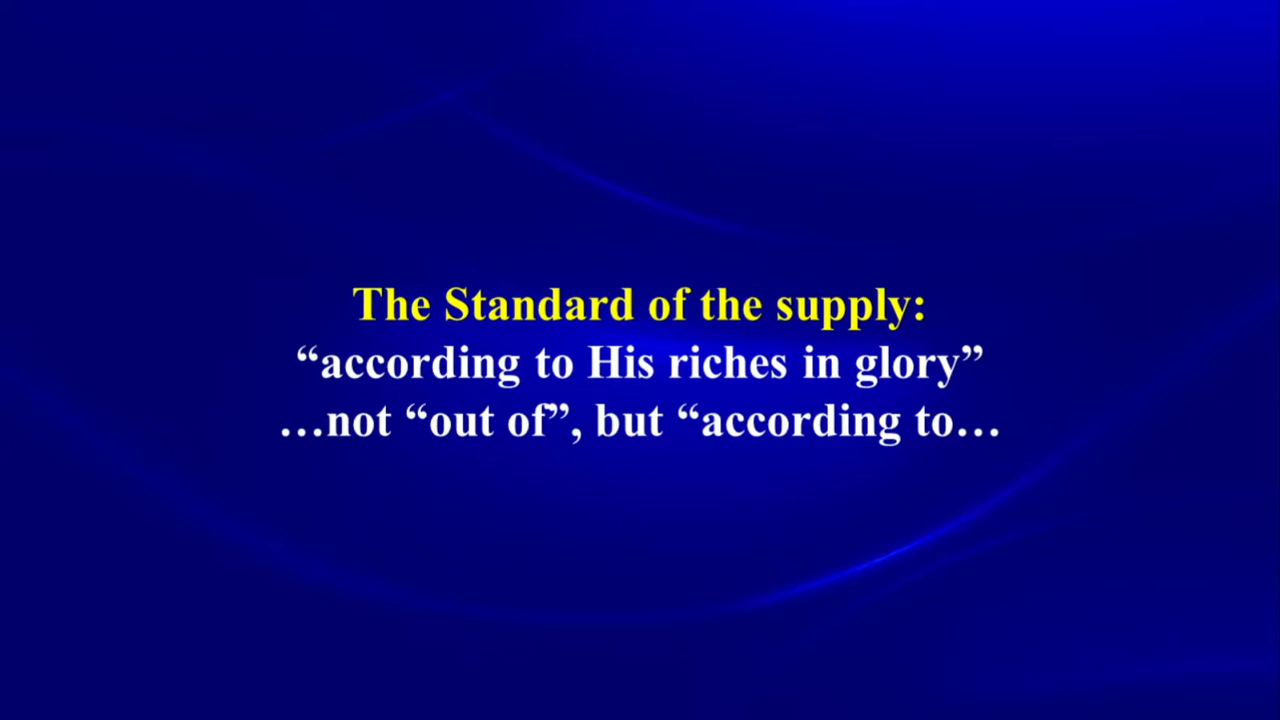 The Standard of the supply:
“according to His riches in glory”
…not “out of”, but “according to…